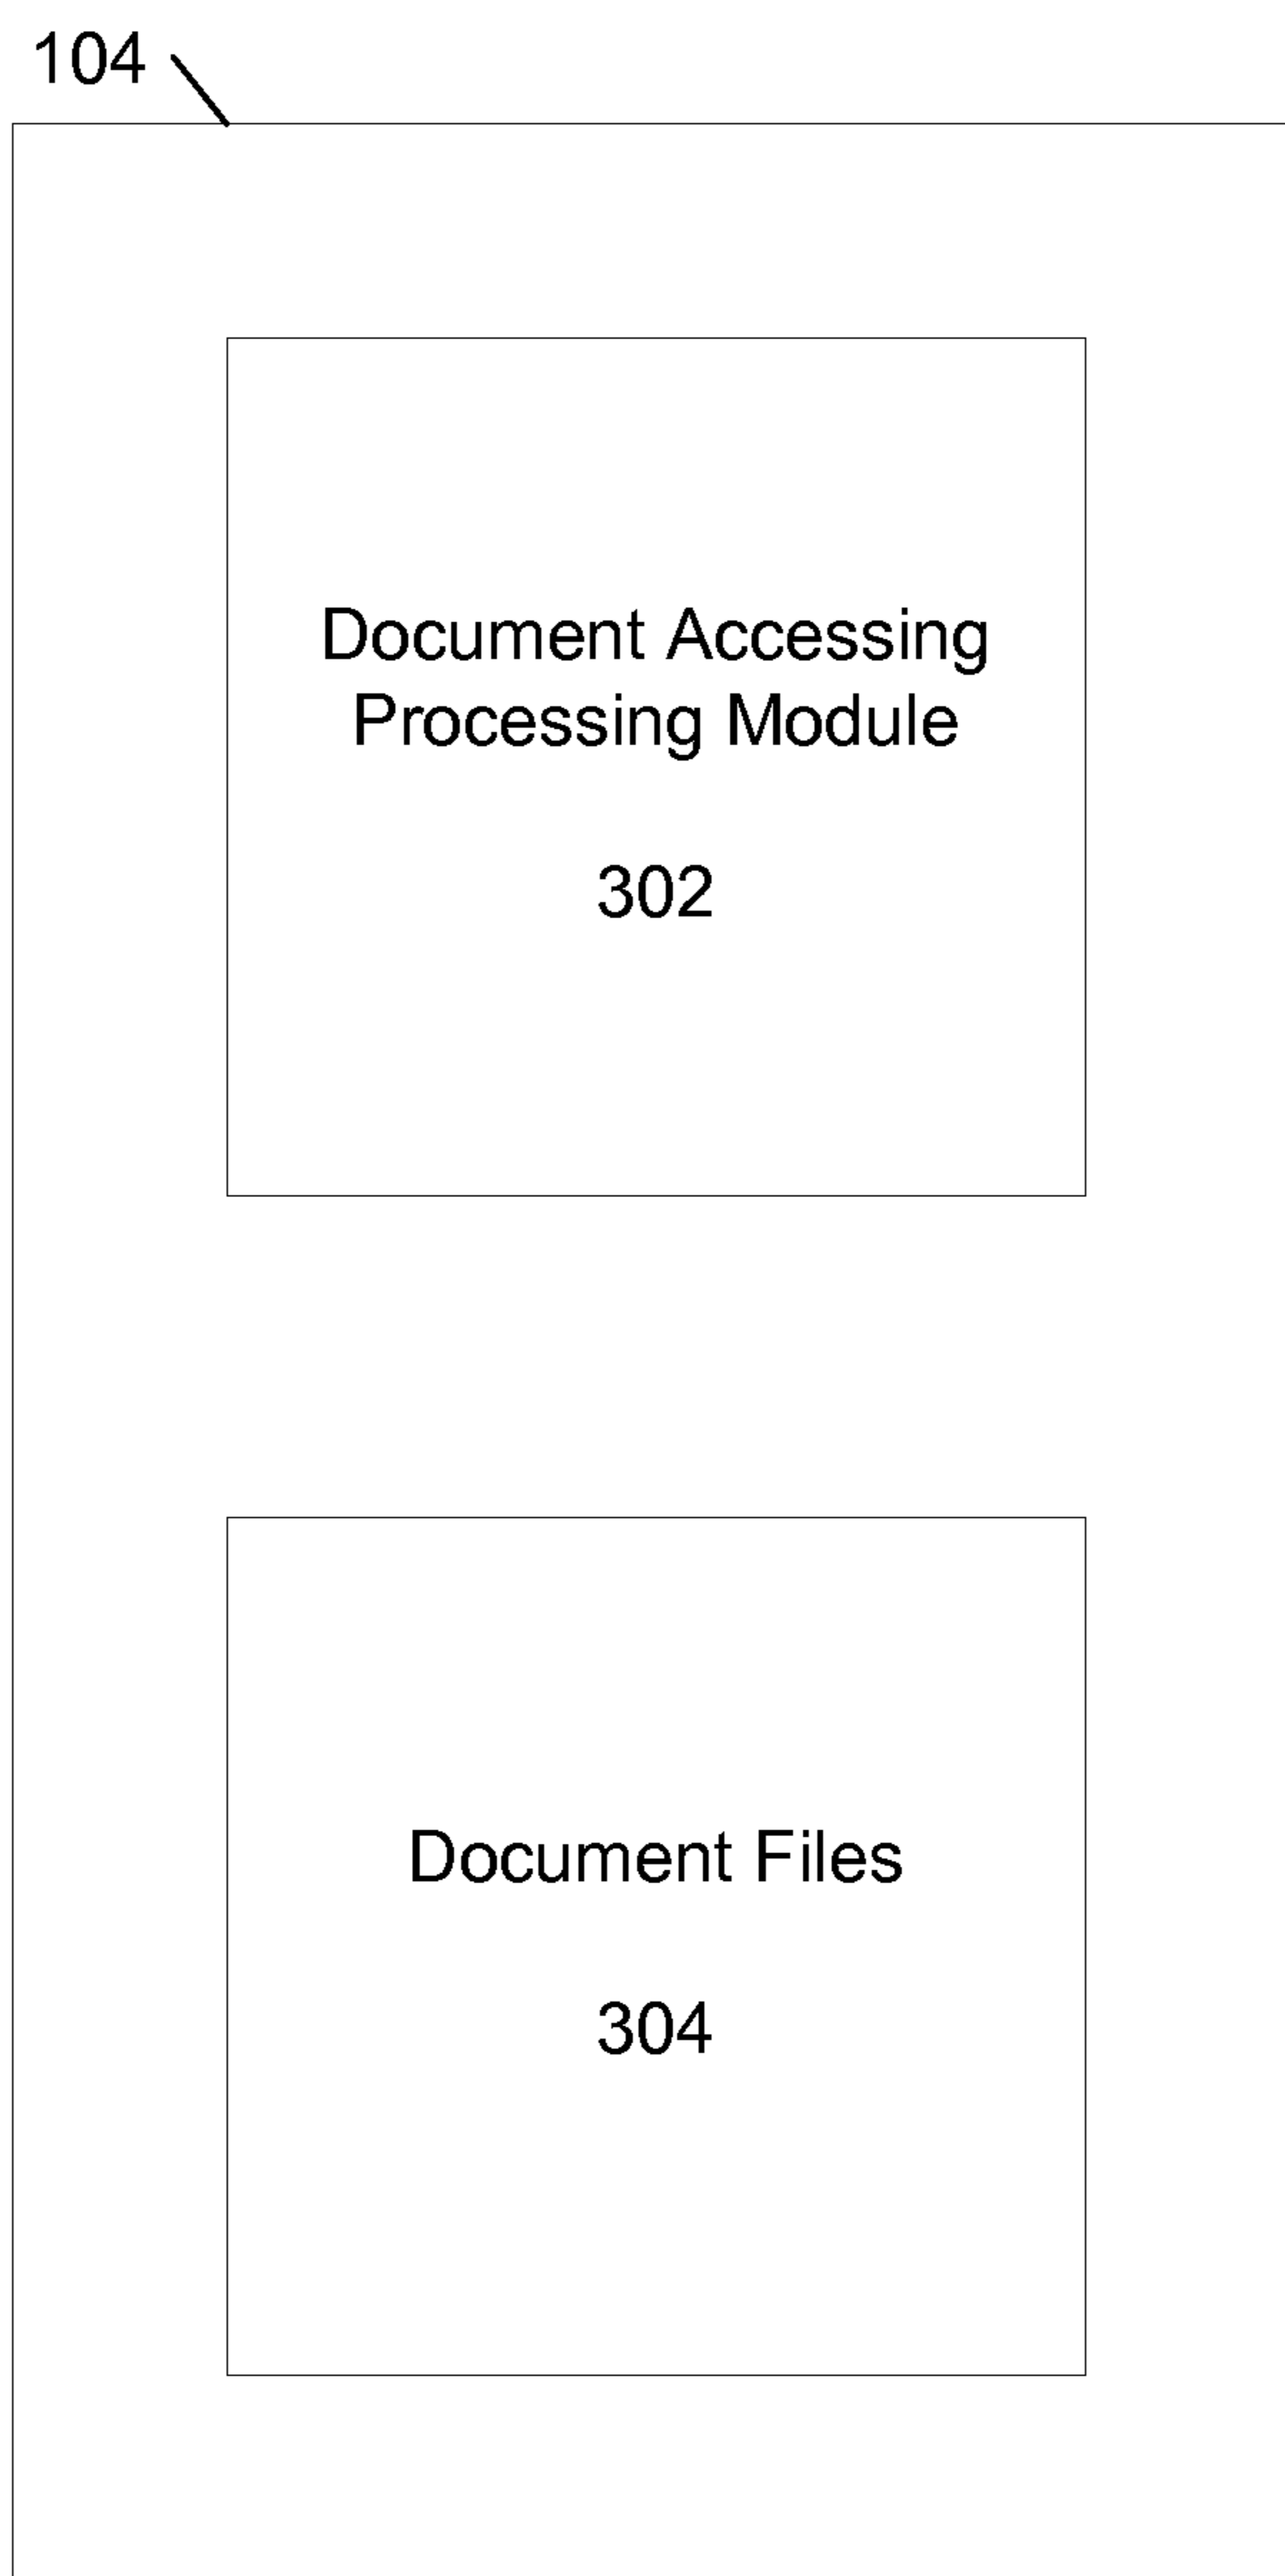 104
Document Accessing
Processing Module
302
Document Files
304